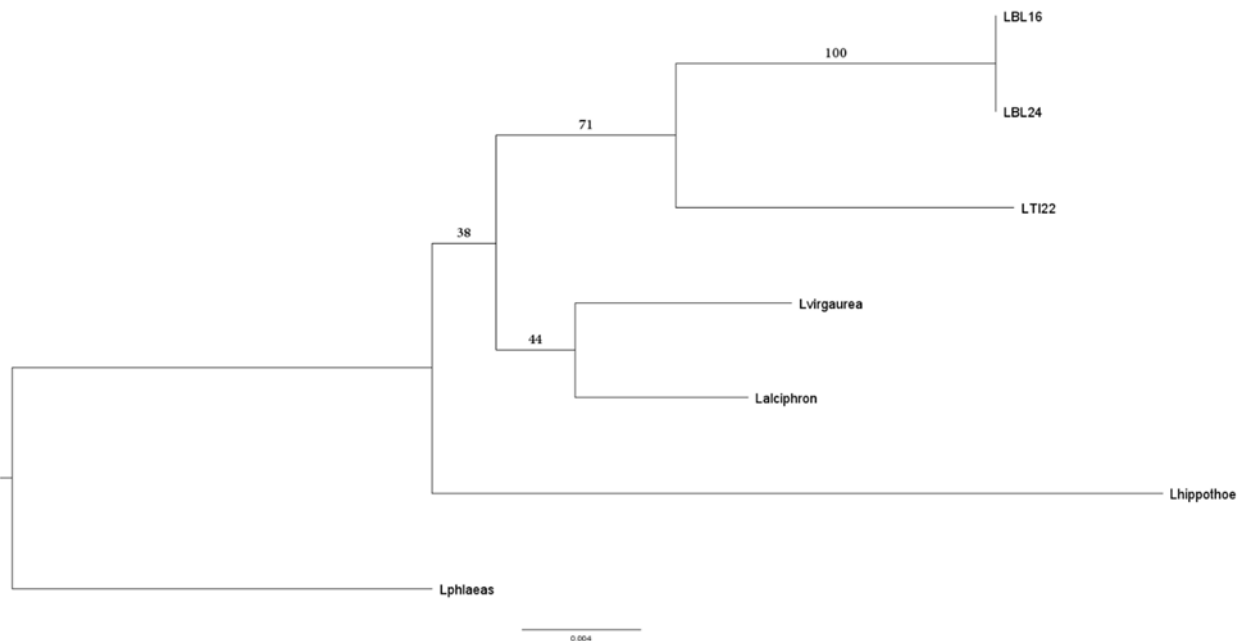 LBL16
100
LBL24
71
LTI22
38
Lvirgaurea
44
Lalciphron
Lhippothoe
Lphlaeas
0.004